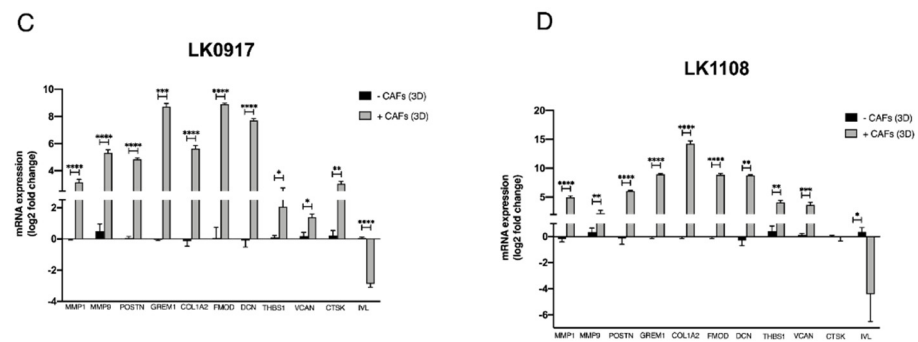 C
LK0917
mRNA expression
(log2 fold change)
10
8
6
4
2
0
-2
-4
*** **** ****
**** **** **** **** * * ** ****
- CAFs (3D)
+ CAFs (3D)
MMP1 MMP9 POSTN GREM1 COL1A2 FMOD DCN THBS1 VCAN CTSK IVL
D
LK1108
mRNA expression
(log2 fold change)
20
15
10
5
0
-2
-4
-6
**** ** **** **** **** **** ** ** *** *
- CAFs (3D)
+ CAFs (3D)
MMP1 MMP9 POSTN GREM1 COL1A2 FMOD DCN THBS1 VCAN CTSK IVL